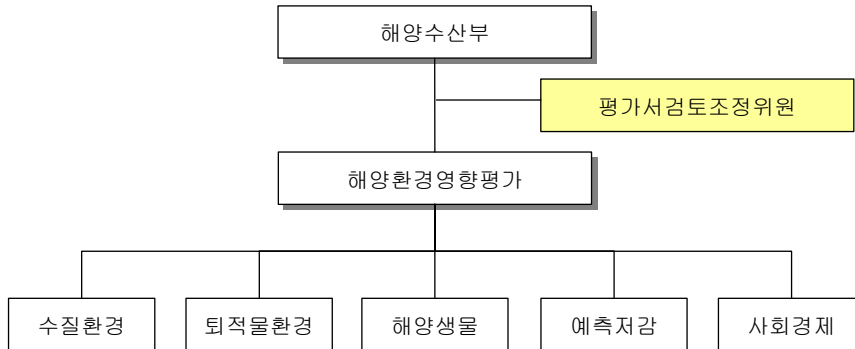 해양수산부
평가서검토조정위원
해양환경영향평가
수질환경
퇴적물환경
해양생물
예측저감
사회경제